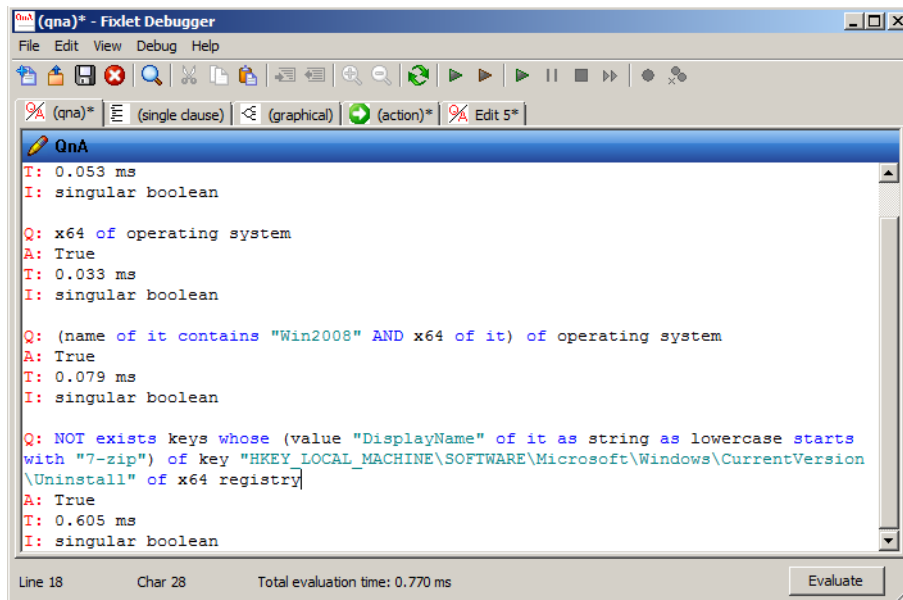 QnA (qna)* - Fixlet Debugger
File Edit View Debug Help
(qna)* (single clause) (graphical) (action)* Edit 5*
QnA
T: 0.053 ms
I: singular boolean
Q: x64 of operating system
A: True
T: 0.033 ms
I: singular boolean
Q: (name of it contains "Win2008" AND x64 of it) of operating system
A: True
T: 0.079 ms
I: singular boolean
Q: NOT exists keys whose (value "DisplayName" of it as string as lowercase starts
with "7-zip") of key "HKEY_LOCAL_MACHINE\SOFTWARE\Microsoft\Windows\CurrentVersion
\Uninstall" of x64 registry
A: True
T: 0.605 ms
I: singular boolean
Line 18 Char 28 Total evaluation time: 0.770 ms Evaluate